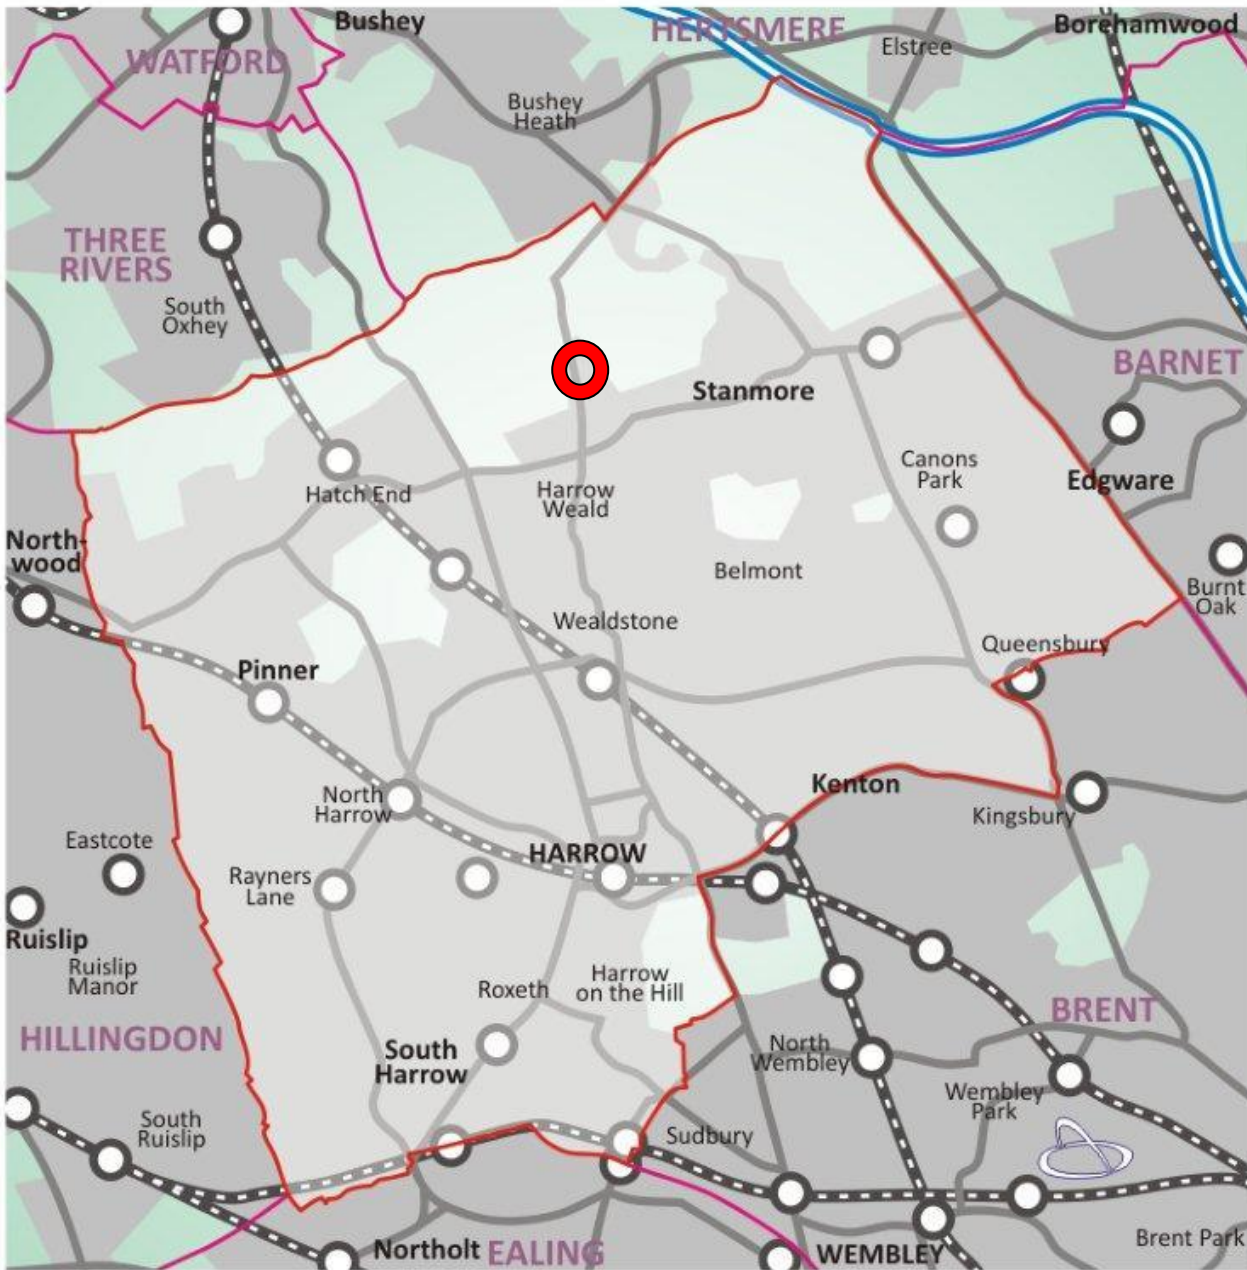 Bushey
HERTSMERE
Borehamwood
WATFORD
Elstree
Bushey
Heath
THREE
RIVERS
South
Oxhey
BARNET
Stanmore
Canons
Park
Edgware
Hatch End
Harrow
Weald
North-
wood
Belmont
Burnt
Oak
Wealdstone
Queensbury
Pinner
Kenton
North
Harrow
Kingsbury
Eastcote
HARROW
Rayners
Lane
Ruislip
Ruislip
Manor
Roxeth
Harrow
on the Hill
HILLINGDON
BRENT
South
Harrow
North
Wembley
Wembley
Park
South
Ruislip
Sudbury
Northolt
EALING
WEMBLEY
Brent Park